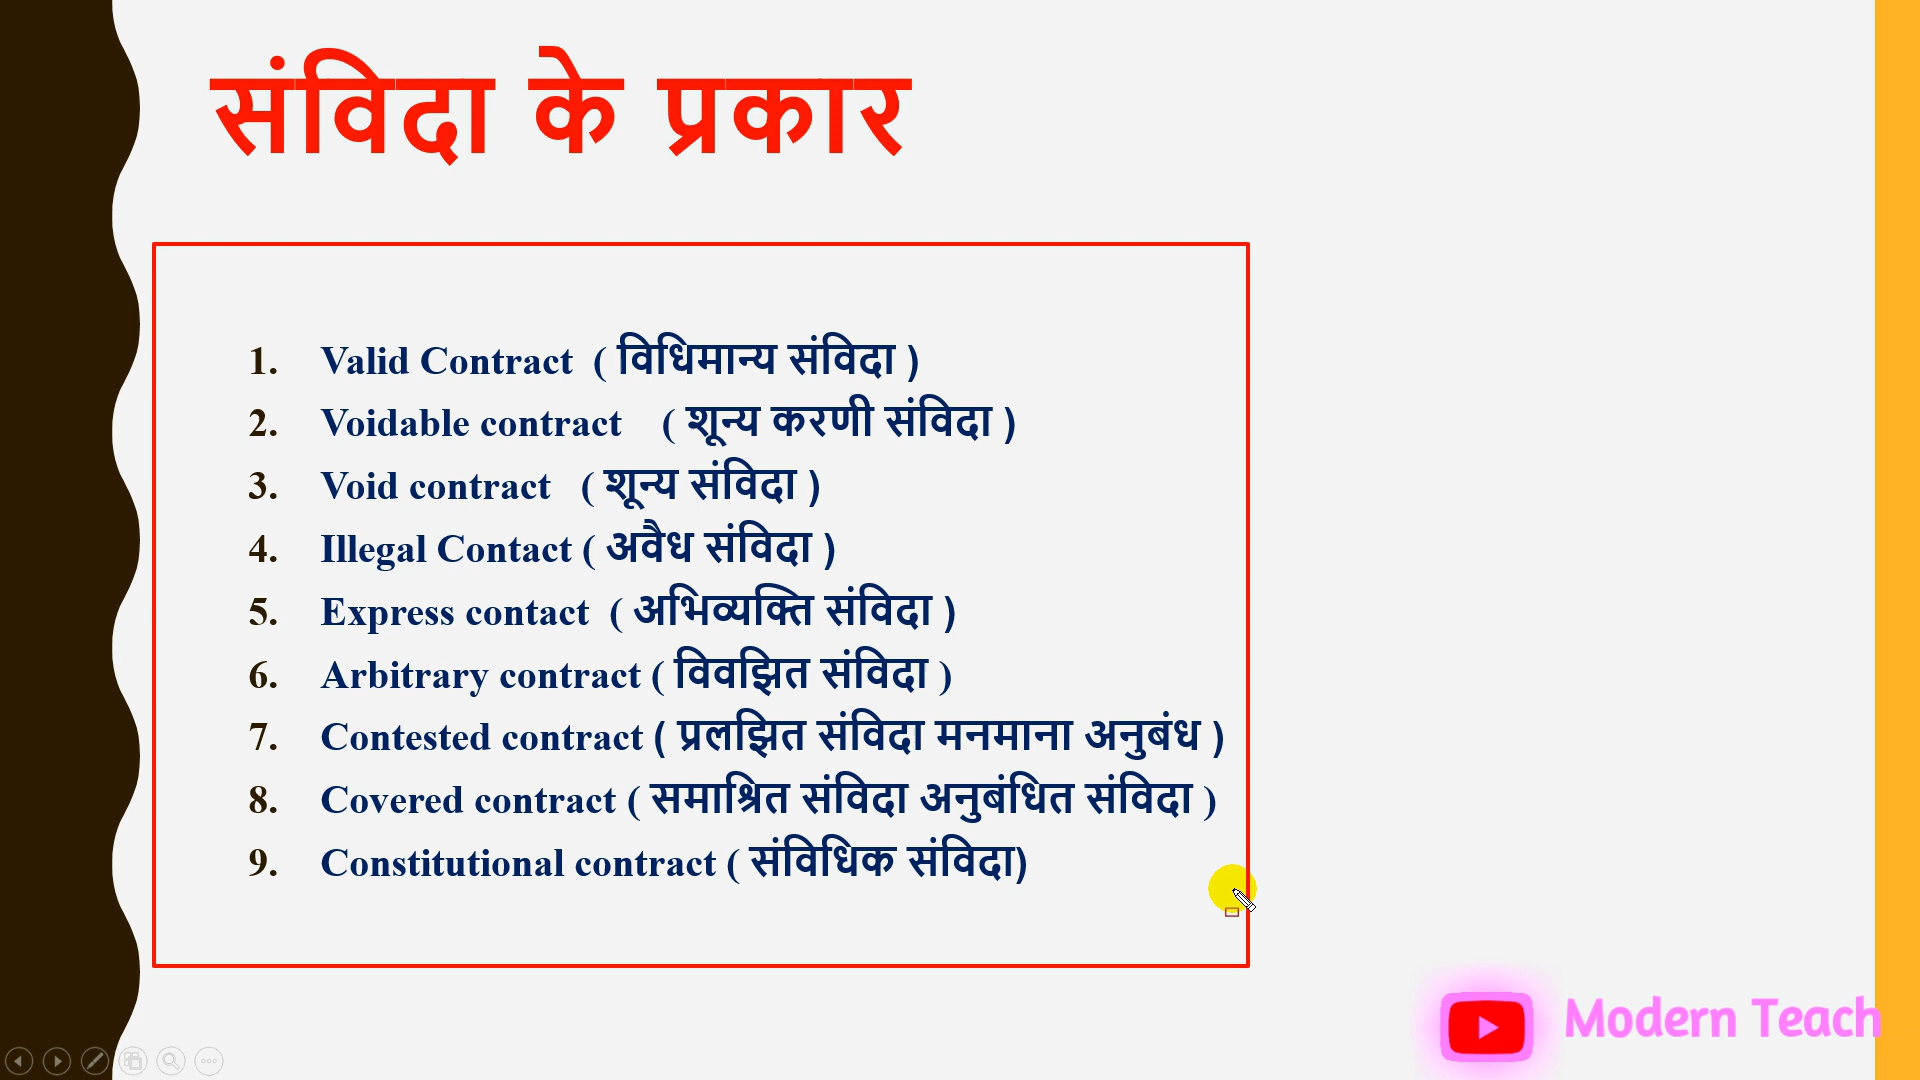 संविदा के प्रकार
1. Valid Contract ( विधिमान्य संविदा )
2. Voidable contract ( शून्य करणी संविदा )
3. Void contract ( शून्य संविदा )
4. Illegal Contact ( अवैध संविदा )
5. Express contact ( अभिव्यक्ति संविदा )
6. Arbitrary contract ( विवझित संविदा )
7. Contested contract ( प्रलझित संविदा मनमाना अनुबंध )
8. Covered contract ( समाश्रित संविदा अनुबंधित संविदा )
9. Constitutional contract ( संविधिक संविदा)
Modern Teach